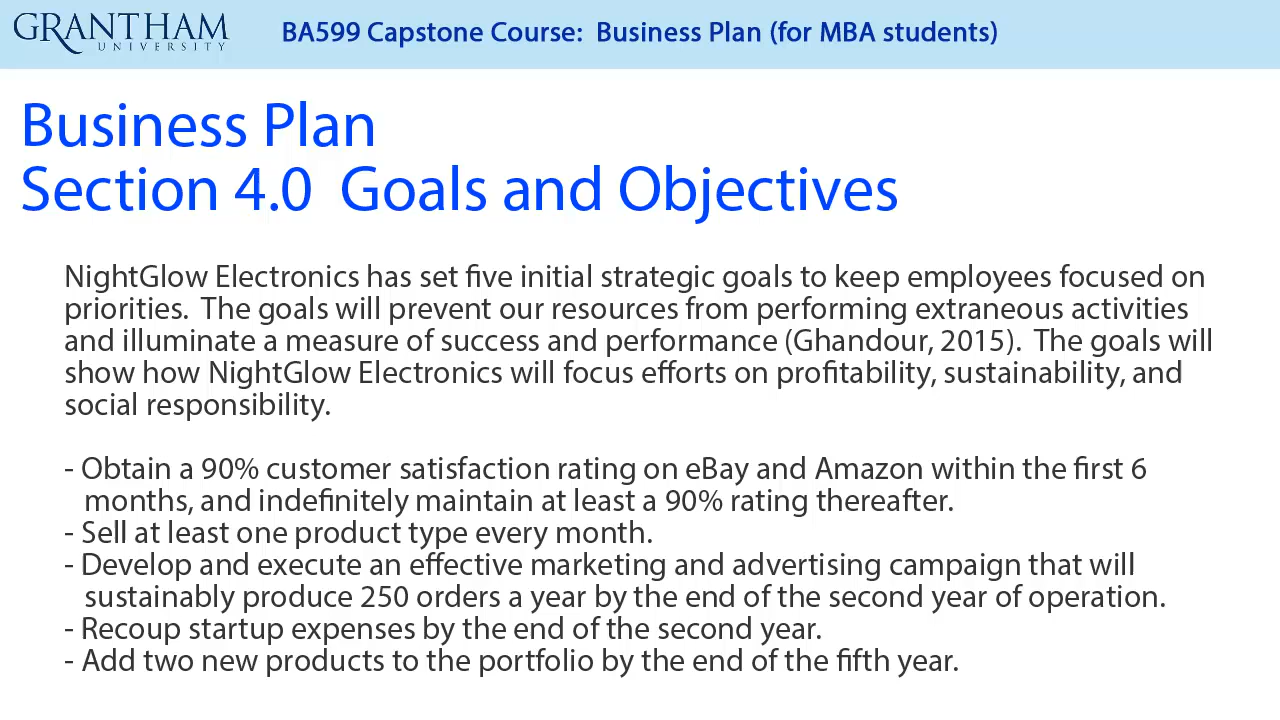 GRANTHAM
UNIVERSITY
BA599 Capstone Course:  Business Plan (for MBA students)
Business Plan
Section 4.0  Goals and Objectives
NightGlow Electronics has set five initial strategic goals to keep employees focused on
priorities.  The goals will prevent our resources from performing extraneous activities
and illuminate a measure of success and performance (Ghandour, 2015).  The goals will
show how NightGlow Electronics will focus efforts on profitability, sustainability, and
social responsibility.
- Obtain a 90% customer satisfaction rating on eBay and Amazon within the first 6
months, and indefinitely maintain at least a 90% rating thereafter.
- Sell at least one product type every month.
- Develop and execute an effective marketing and advertising campaign that will
sustainably produce 250 orders a year by the end of the second year of operation.
- Recoup startup expenses by the end of the second year.
- Add two new products to the portfolio by the end of the fifth year.